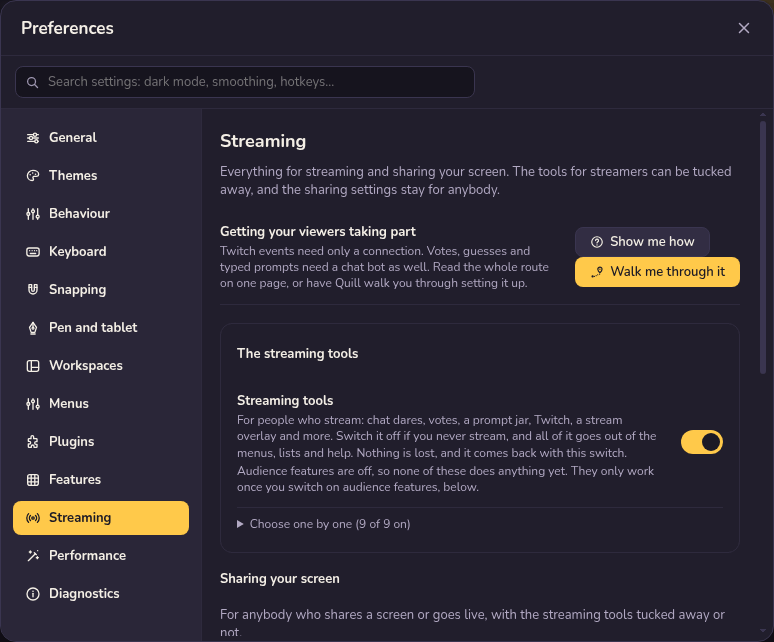 Preferences
Search settings: dark mode, smoothing, hotkeys...
General
Themes
Behaviour
Keyboard
Snapping
Pen and tablet
Workspaces
Menus
Plugins
Features
Streaming
Performance
Diagnostics
Streaming
Everything for streaming and sharing your screen. The tools for streamers can be tucked
away, and the sharing settings stay for anybody.
Getting your viewers taking part
Twitch events need only a connection. Votes, guesses and
typed prompts need a chat bot as well. Read the whole route
on one page, or have Quill walk you through setting it up.
Show me how
Walk me through it
The streaming tools
Streaming tools
For people who stream: chat dares, votes, a prompt jar, Twitch, a stream
overlay and more. Switch it off if you never stream, and all of it goes out of the
menus, lists and help. Nothing is lost, and it comes back with this switch.
Audience features are off, so none of these does anything yet. They only work
once you switch on audience features, below.
Choose one by one (9 of 9 on)
Sharing your screen
For anybody who shares a screen or goes live, with the streaming tools tucked away or
not.